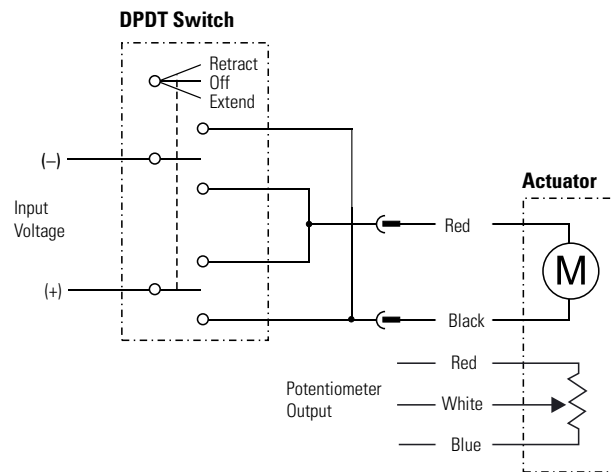 DPDT Switch
Retract
Off
Extend
(–)
Input
Voltage
(+)
Actuator
Red
M
Black
Potentiometer
Output
Red
White
Blue